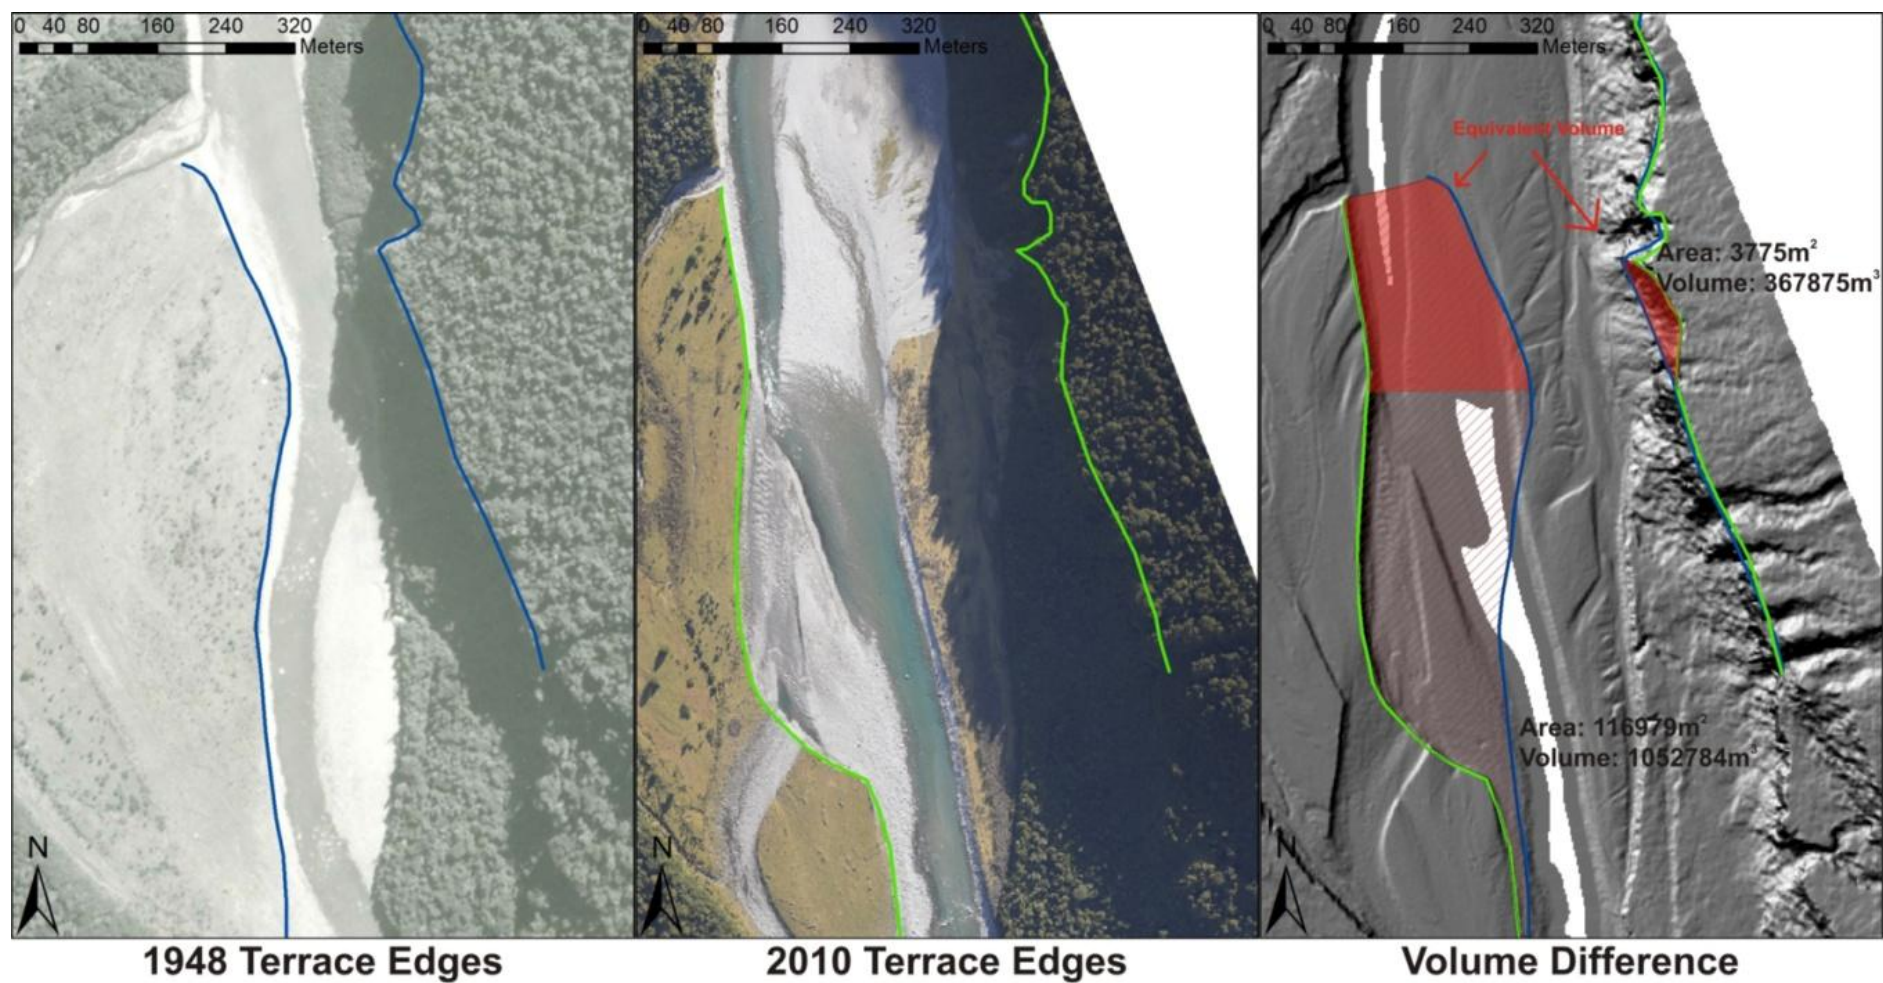 0 40 80 160 240 320
Meters
0 40 80 160 240 320
Meters
0 40 80 160 240 320
Meters
Equivalent Volume
Area: 3775m²
Volume: 367875m³
Area: 116979m²
Volume: 1052784m³
N
N
N
1948 Terrace Edges
2010 Terrace Edges
Volume Difference